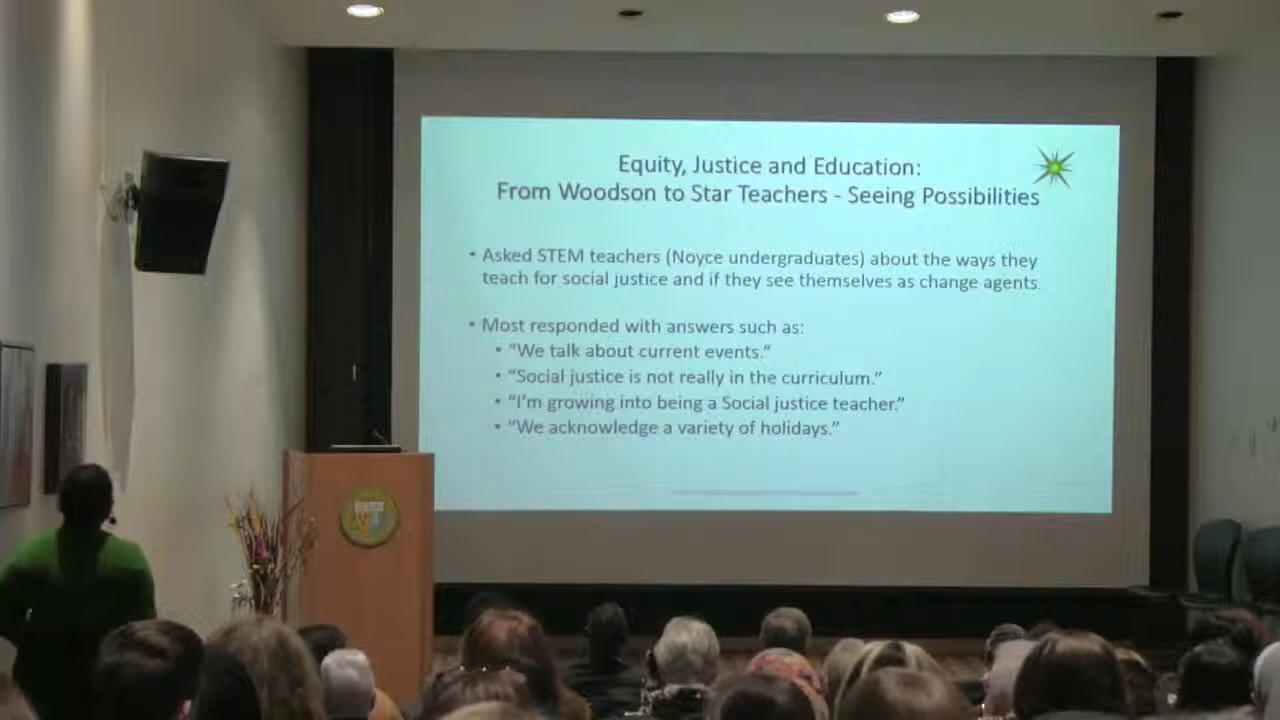 Equity, Justice and Education:
From Woodson to Star Teachers - Seeing Possibilities
• Asked STEM teachers (Noyce undergraduates) about the ways they
teach for social justice and if they see themselves as change agents.
• Most responded with answers such as:
• “We talk about current events.”
• “Social justice is not really in the curriculum.”
• “I’m growing into being a Social justice teacher.”
• “We acknowledge a variety of holidays.”